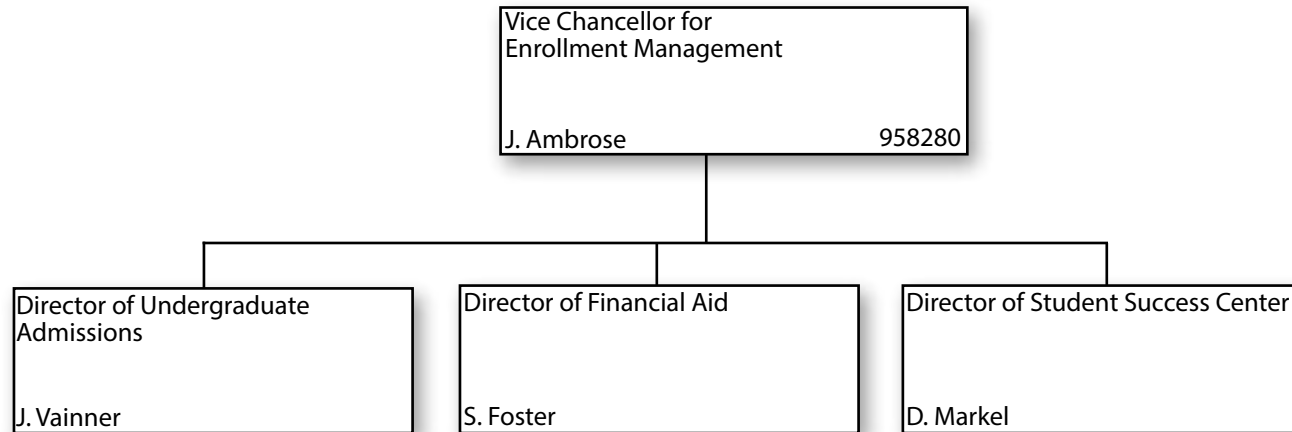 Vice Chancellor for
Enrollment Management
J. Ambrose 958280
Director of Undergraduate
Admissions
J. Vainner
Director of Financial Aid
S. Foster
Director of Student Success Center
D. Markel